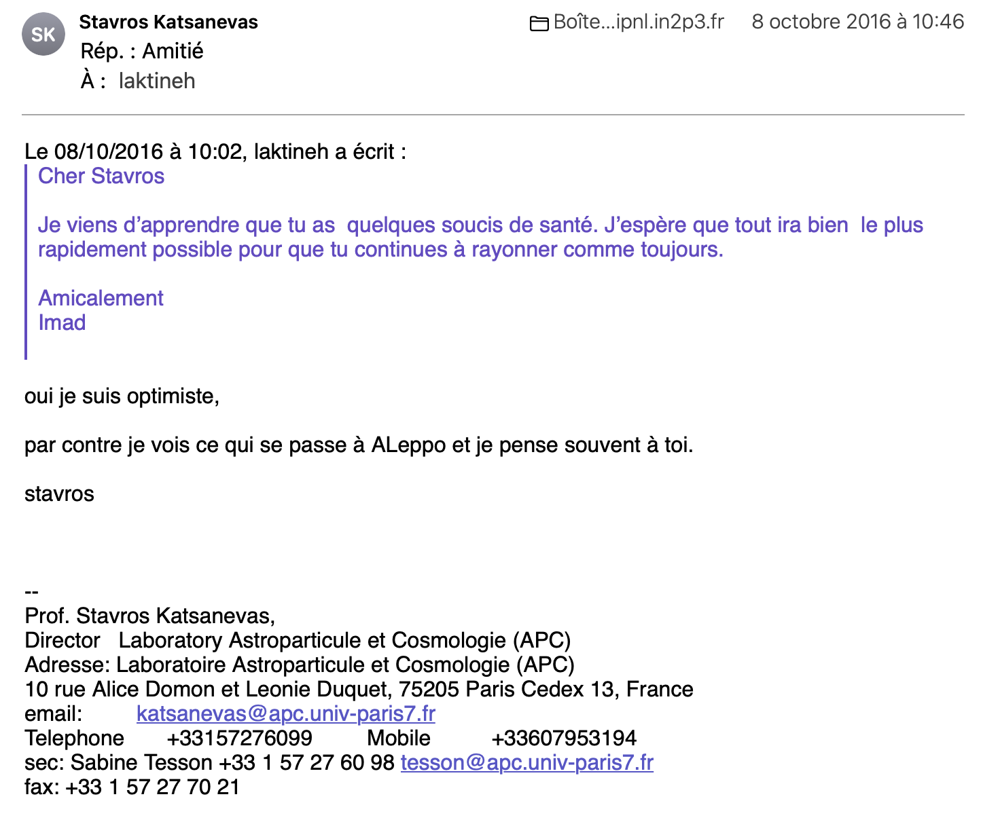 SK
Stavros Katsanevas
Boîte...ipnl.in2p3.fr
8 octobre 2016 à 10:46
Rép. : Amitié
À : laktineh
Le 08/10/2016 à 10:02, laktineh a écrit :
Cher Stavros
Je viens d’apprendre que tu as  quelques soucis de santé. J’espère que tout ira bien  le plus
rapidement possible pour que tu continues à rayonner comme toujours.
Amicalement
Imad
oui je suis optimiste,
par contre je vois ce qui se passe à ALeppo et je pense souvent à toi.
stavros
--
Prof. Stavros Katsanevas,
Director   Laboratory Astroparticule et Cosmologie (APC)
Adresse: Laboratoire Astroparticule et Cosmologie (APC)
10 rue Alice Domon et Leonie Duquet, 75205 Paris Cedex 13, France
email: katsanevas@apc.univ-paris7.fr
Telephone +33157276099 Mobile +33607953194
sec: Sabine Tesson +33 1 57 27 60 98 tesson@apc.univ-paris7.fr
fax: +33 1 57 27 70 21